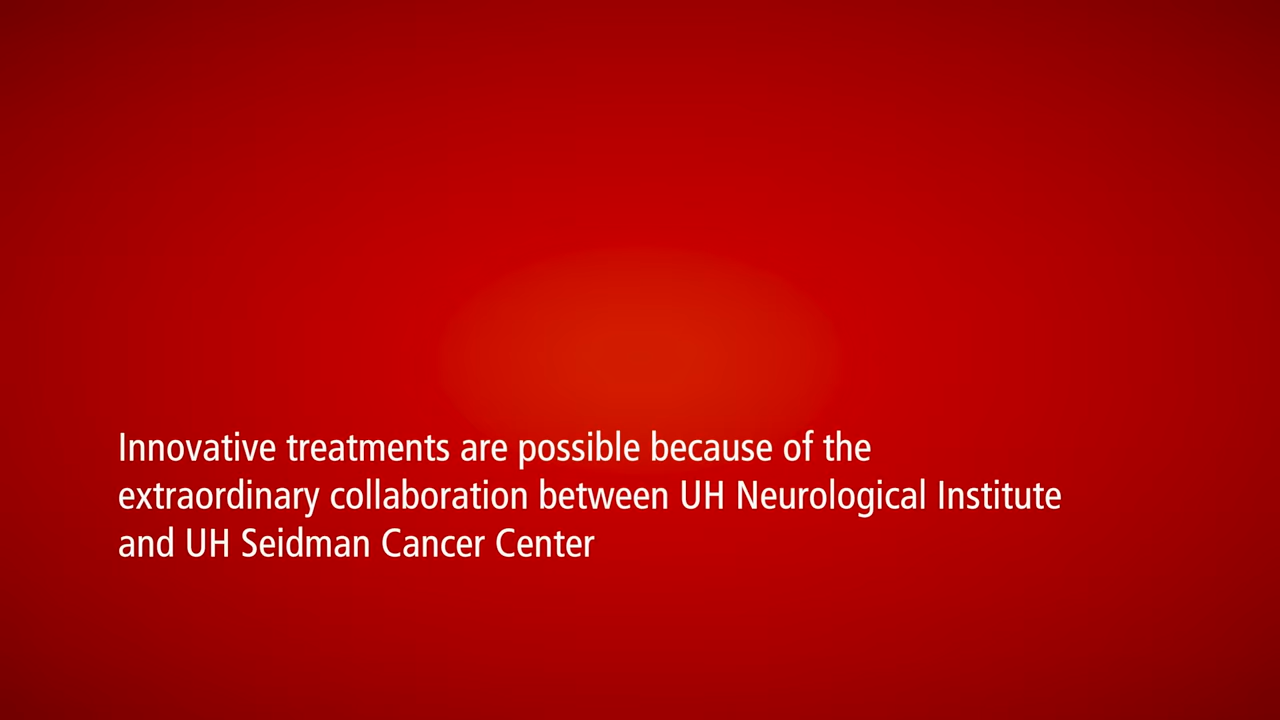 Innovative treatments are possible because of the
extraordinary collaboration between UH Neurological Institute
and UH Seidman Cancer Center